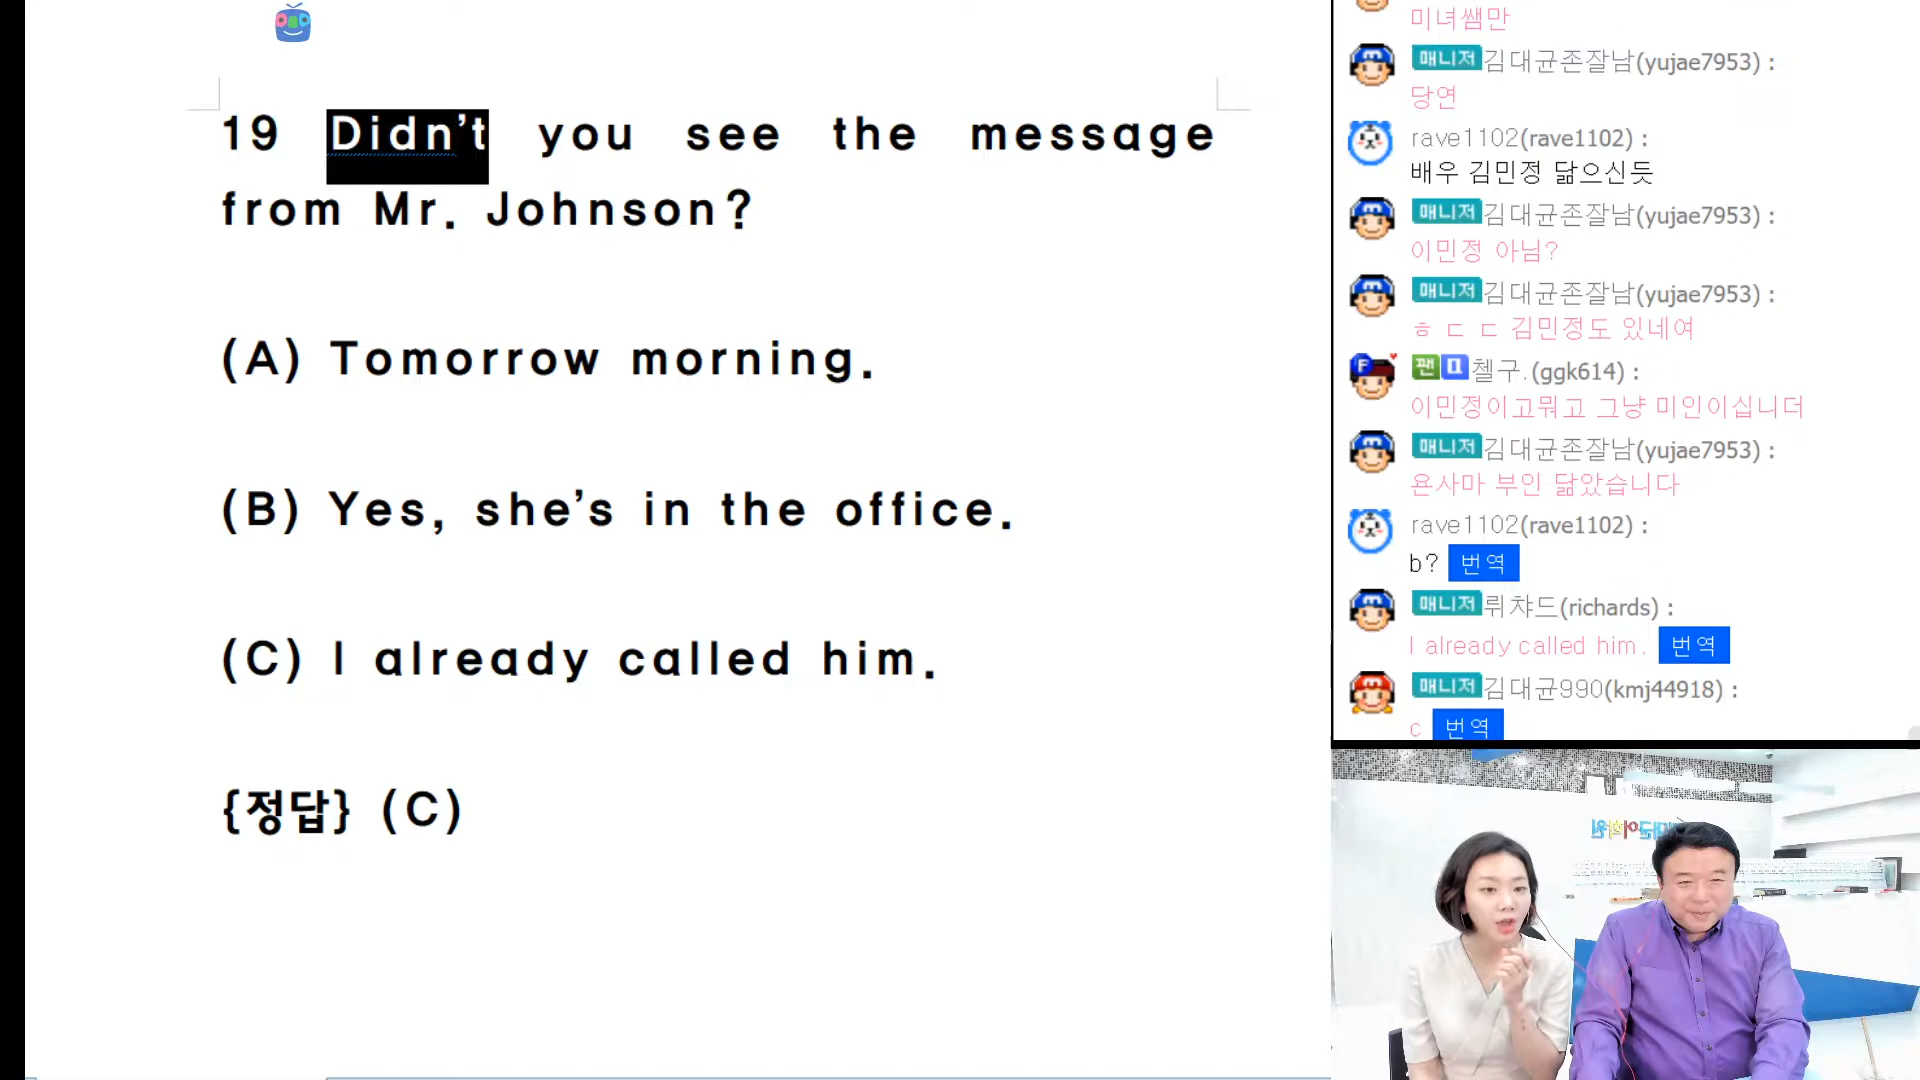 19 Didn't you see the message
from Mr. Johnson?
(A) Tomorrow morning.
(B) Yes, she's in the office.
(C) I already called him.
{정답} (C)
미녀쌤만
매니저 김대균존잘남(yujae7953) :
당연
rave1102(rave1102) :
배우 김민정 닮으신듯
매니저 김대균존잘남(yujae7953) :
이민정 아님?
매니저 김대균존잘남(yujae7953) :
ㅎ ㄷ ㄷ 김민정도 있네여
팬 첼구.(ggk614) :
이민정이고뭐고 그냥 미인이십니더
매니저 김대균존잘남(yujae7953) :
욘사마 부인 닮았습니다
rave1102(rave1102) :
b? 번역
매니저 뤼챠드(richards) :
I already called him. 번역
매니저 김대균990(kmj44918) :
c 번역